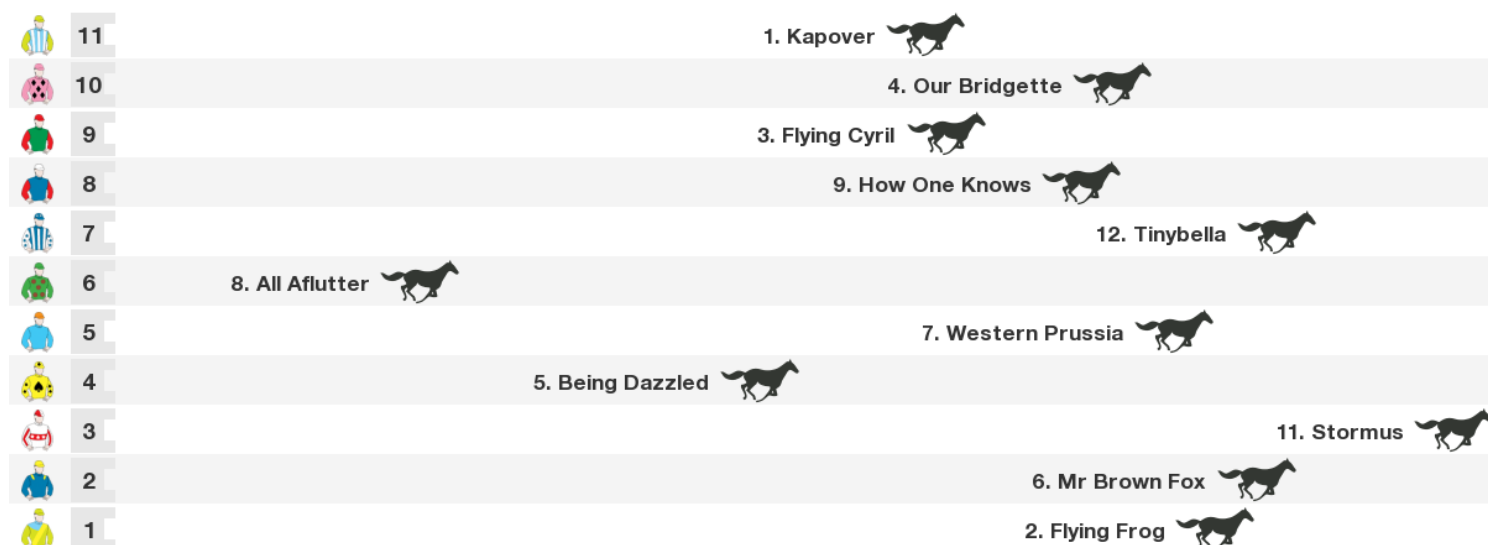 11 1. Kapover
10 4. Our Bridgette
9 3. Flying Cyril
8 9. How One Knows
7 12. Tinybella
6 8. All Aflutter
5 7. Western Prussia
4 5. Being Dazzled
3 11. Stormus
2 6. Mr Brown Fox
1 2. Flying Frog